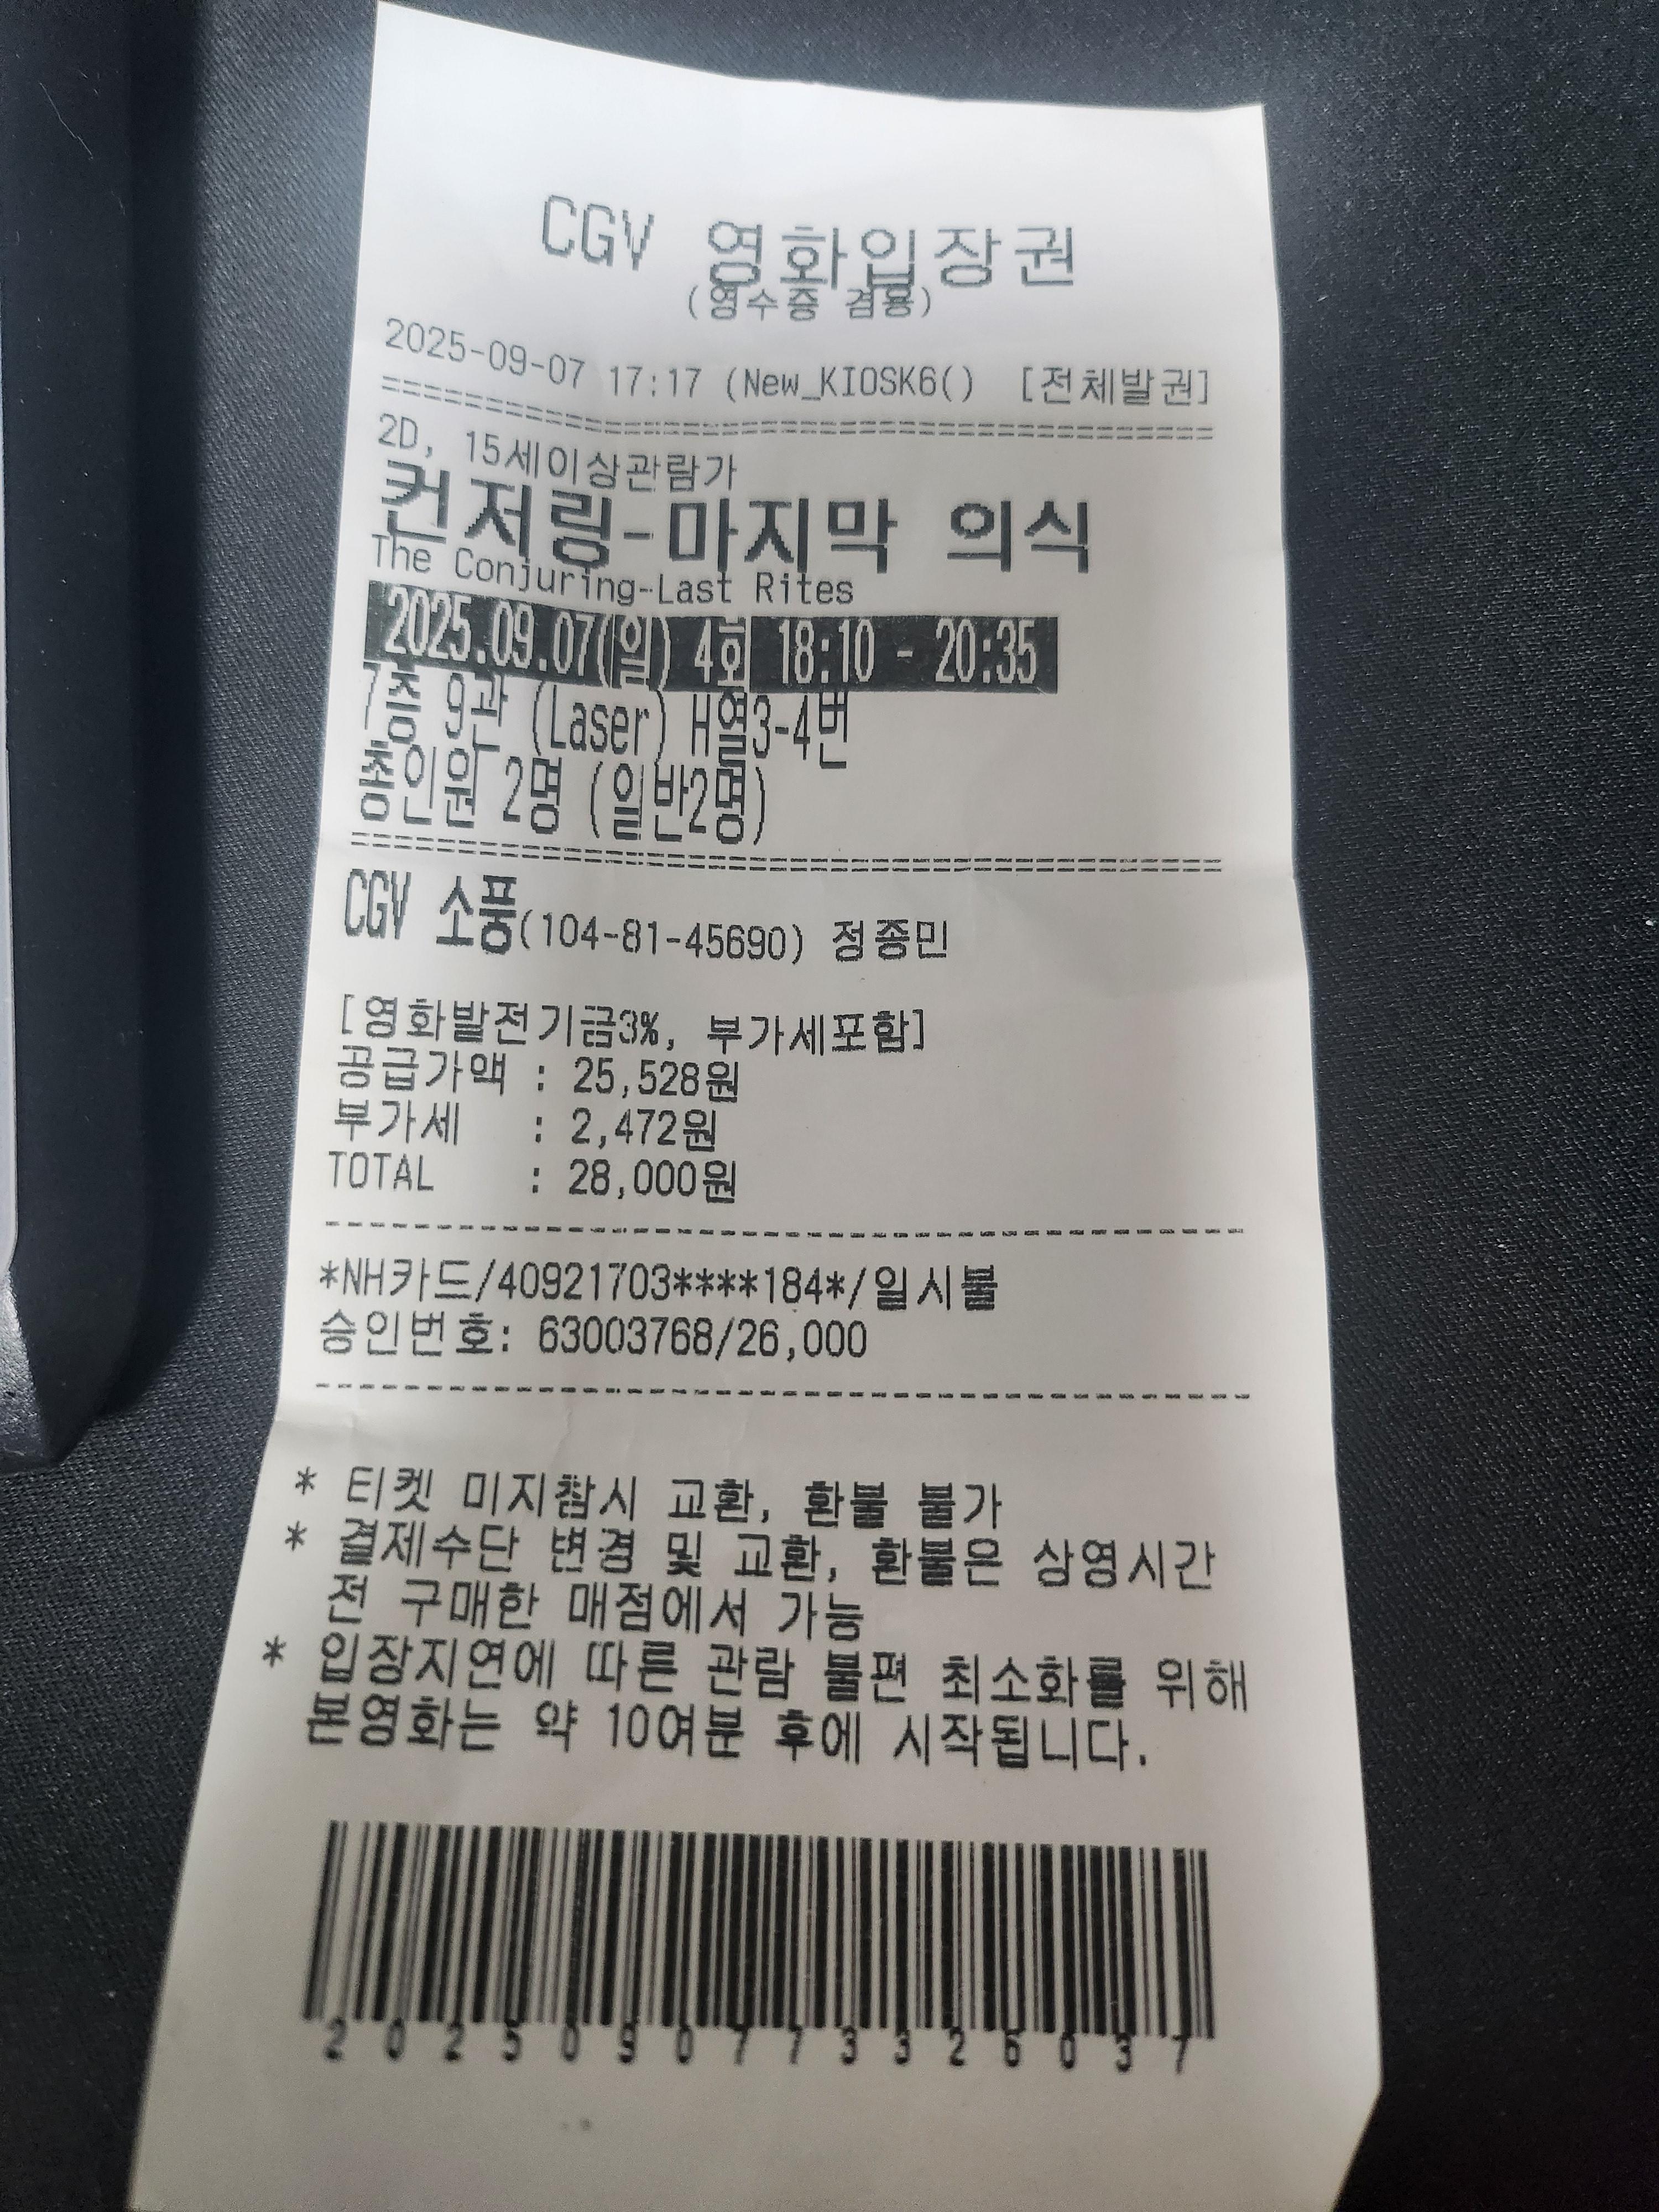 CGV 영화입장권
(영수증 겸용)
2025-09-07 17:17 (New_KIOSK6() [전체발권]
================================================
2D, 15세이상관람가
컨저링-마지막 의식
The Conjuring-Last Rites
2025.09.07(일) 4회 18:10 - 20:35
7층 9관 (Laser) H열3-4번
총인원 2명 (일반2명)
================================================
CGV 소풍(104-81-45690) 정종민
[영화발전기금3%, 부가세포함]
공급가액 : 25,528원
부가세 : 2,472원
TOTAL : 28,000원
------------------------------------------------
*NH카드/40921703****184*/일시불
승인번호: 63003768/26,000
------------------------------------------------
* 티켓 미지참시 교환, 환불 불가
* 결제수단 변경 및 교환, 환불은 상영시간
전 구매한 매점에서 가능
* 입장지연에 따른 관람 불편 최소화를 위해
본영화는 약 10여분 후에 시작됩니다.
2025090773326037